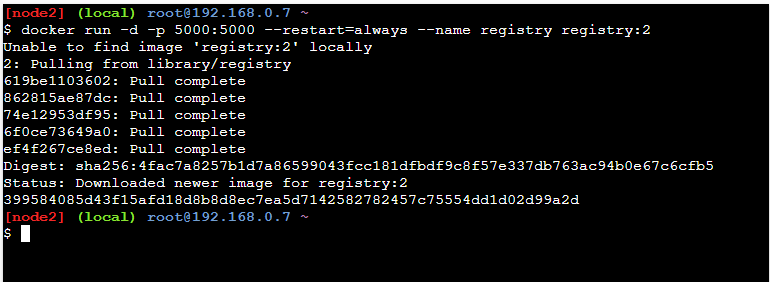 [node2] (local) root@192.168.0.7 ~
$ docker run -d -p 5000:5000 --restart=always --name registry registry:2
Unable to find image 'registry:2' locally
2: Pulling from library/registry
619be1103602: Pull complete
862815ae87dc: Pull complete
74e12953df95: Pull complete
6f0ce73649a0: Pull complete
ef4f267ce8ed: Pull complete
Digest: sha256:4fac7a8257b1d7a86599043fcc181dfbdf9c8f57e337db763ac94b0e67c6cfb5
Status: Downloaded newer image for registry:2
399584085d43f15afd18d8b8d8ec7ea5d7142582782457c75554dd1d02d99a2d
[node2] (local) root@192.168.0.7 ~
$